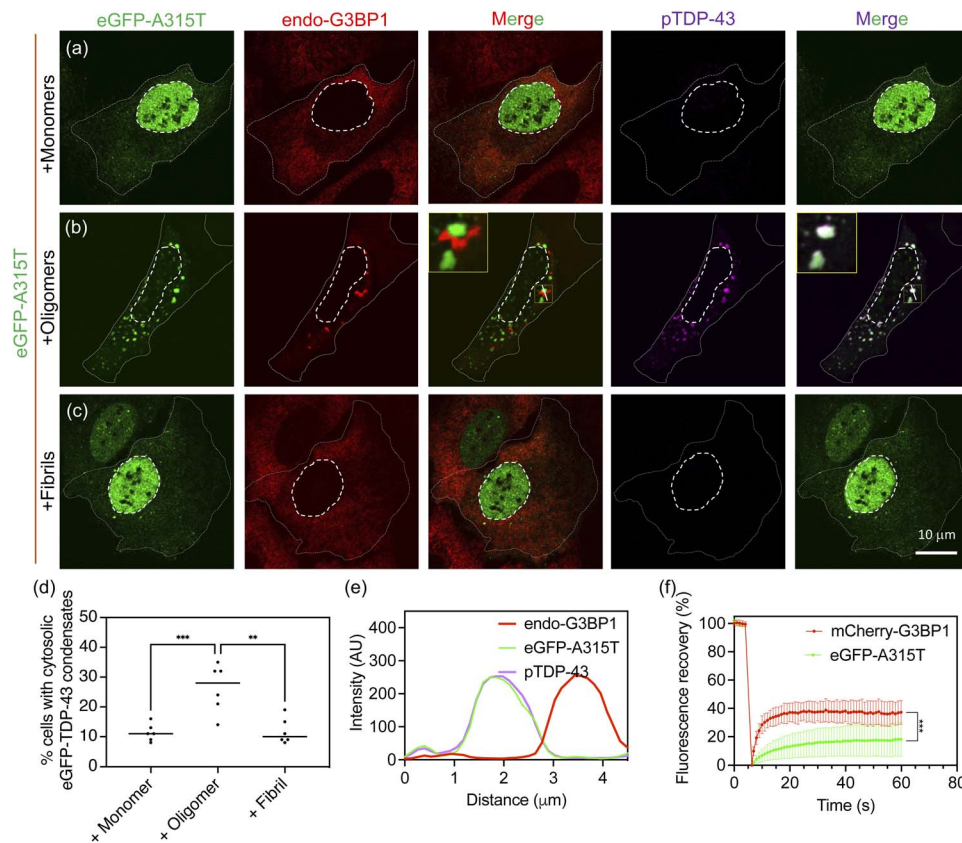 eGFP-A315T endo-G3BP1 Merge pTDP-43 Merge
eGFP-A315T
+Monomers
(a)
+Oligomers
(b)
+Fibrils
(c)
10 μm
(d)
% cells with cytosolic
eGFP-TDP-43 condensates
50
40
30
20
10
0
***
**
+ Monomer
+ Oligomer
+ Fibril
(e)
Intensity (AU)
400
300
200
100
0
endo-G3BP1
eGFP-A315T
pTDP-43
0 1 2 3 4
Distance (μm)
(f)
Fluorescence recovery (%)
100
80
60
40
20
0
mCherry-G3BP1
eGFP-A315T
***
0 20 40 60 80
Time (s)